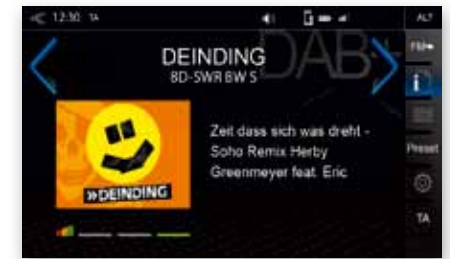 12:30 TA
ALT
DAB+
FM
DEINDING
8D-SWR BW S
i
Zeit dass sich was dreht -
Soho Remix Herby
Greenmeyer feat. Eric
»DEINDING
Preset
TA